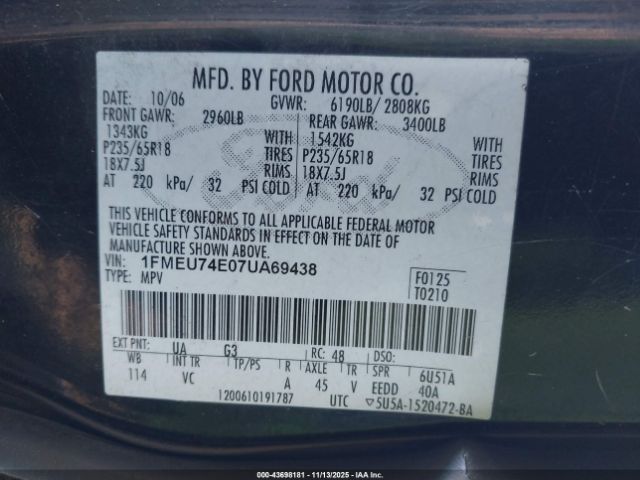 MFD. BY FORD MOTOR CO.
DATE: 10/06 GVWR: 6190LB/ 2808KG
FRONT GAWR: 2960LB REAR GAWR: 3400LB
1343KG WITH 1542KG WITH
P235/65R18 TIRES P235/65R18 TIRES
18X7.5J RIMS 18X7.5J RIMS
AT 220 kPa/ 32 PSI COLD AT 220 kPa/ 32 PSI COLD
THIS VEHICLE CONFORMS TO ALL APPLICABLE FEDERAL MOTOR
VEHICLE SAFETY STANDARDS IN EFFECT ON THE DATE OF
MANUFACTURE SHOWN ABOVE.
VIN: 1FMEU74E07UA69438
TYPE: MPV
F0125
T0210
EXT PNT: UA G3 RC: 48 DSO:
WB INT TR TP/PS R AXLE TR SPR 6U51A
114 VC A 45 V EEDD 40A
1200610191787 UTC ▽5U5A-1520472-BA
Ford
000-43698181 - 11/13/2025 - IAAI.CA